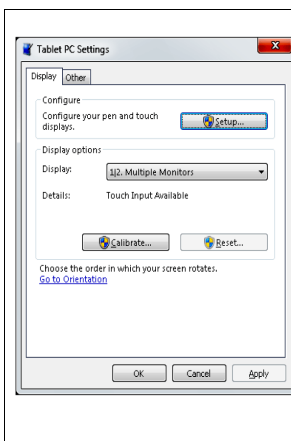 Tablet PC Settings
Display Other
Configure
Configure your pen and touch
displays.
Setup...
Display options
Display: 1|2. Multiple Monitors
Details: Touch Input Available
Calibrate... Reset...
Choose the order in which your screen rotates.
Go to Orientation
OK Cancel Apply